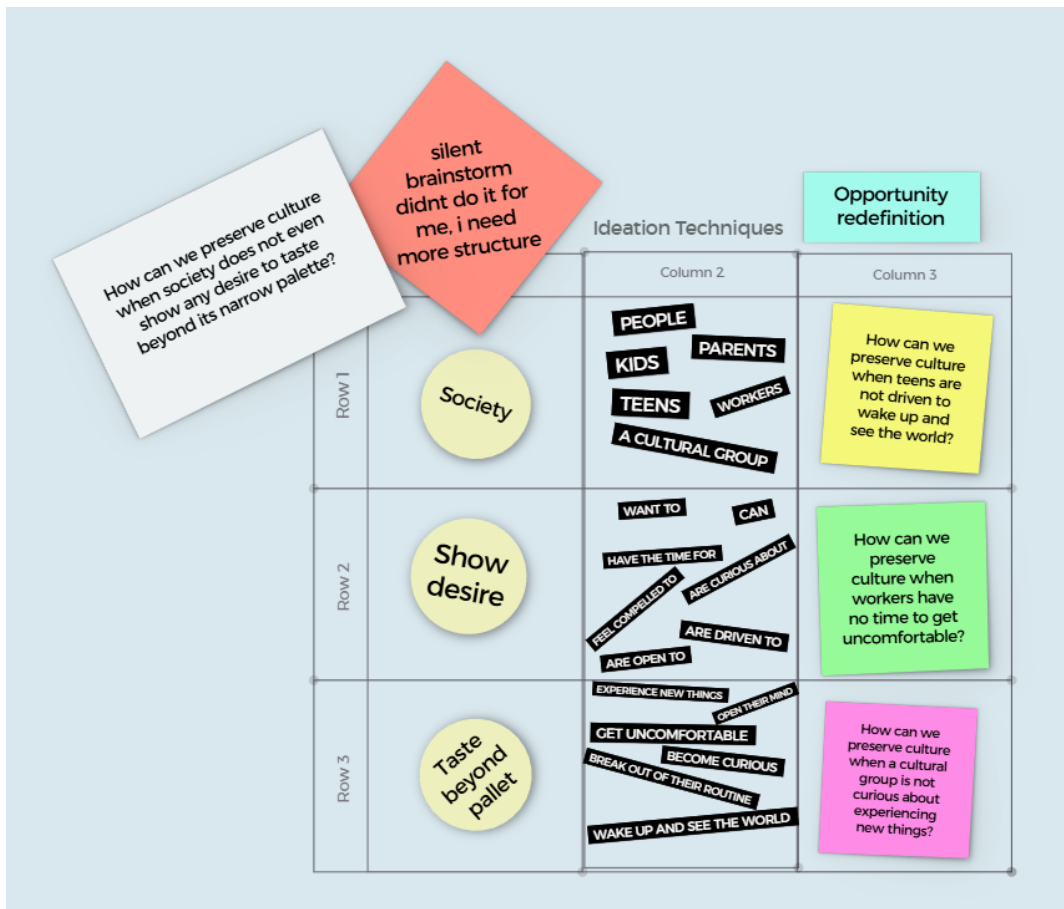 How can we preserve culture
when society does not even
show any desire to taste
beyond its narrow palette?
silent
brainstorm
didnt do it for
me, i need
more structure
Opportunity
redefinition
Ideation Techniques
Column 2
Column 3
Row 1
Society
PEOPLE
PARENTS
KIDS
TEENS
WORKERS
A CULTURAL GROUP
How can we
preserve culture
when teens are
not driven to
wake up and
see the world?
Row 2
Show
desire
WANT TO
CAN
HAVE THE TIME FOR
ARE CURIOUS ABOUT
FEEL COMPELLED TO
ARE DRIVEN TO
ARE OPEN TO
How can we
preserve
culture when
workers have
no time to get
uncomfortable?
Row 3
Taste
beyond
pallet
EXPERIENCE NEW THINGS
OPEN THEIR MIND
GET UNCOMFORTABLE
BECOME CURIOUS
BREAK OUT OF THEIR ROUTINE
WAKE UP AND SEE THE WORLD
How can we
preserve culture
when a cultural
group is not
curious about
experiencing
new things?